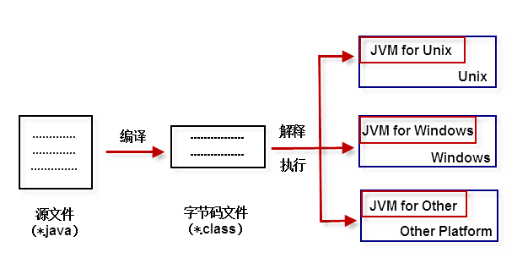 源文件
(*.java)
编译
字节码文件
(*.class)
解释
执行
JVM for Unix
Unix
JVM for Windows
Windows
JVM for Other
Other Platform